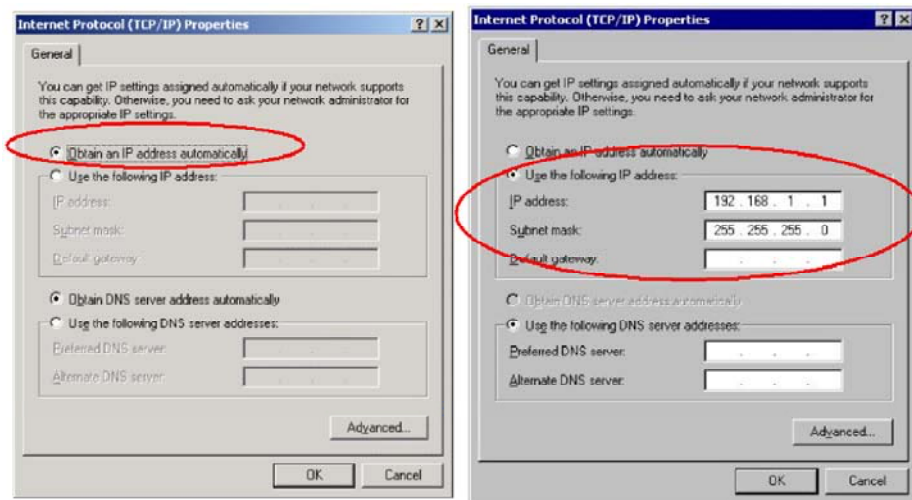 Internet Protocol (TCP/IP) Properties
General
You can get IP settings assigned automatically if your network supports
this capability. Otherwise, you need to ask your network administrator for
the appropriate IP settings.
Obtain an IP address automatically
Use the following IP address:
IP address:
Subnet mask:
Default gateway:
Obtain DNS server address automatically
Use the following DNS server addresses:
Preferred DNS server:
Alternate DNS server:
Advanced...
OK Cancel
Internet Protocol (TCP/IP) Properties
General
You can get IP settings assigned automatically if your network supports
this capability. Otherwise, you need to ask your network administrator for
the appropriate IP settings.
Obtain an IP address automatically
Use the following IP address:
IP address: 192 . 168 . 1 . 1
Subnet mask: 255 . 255 . 255 . 0
Default gateway:
Obtain DNS server address automatically
Use the following DNS server addresses:
Preferred DNS server:
Alternate DNS server:
Advanced...
OK Cancel